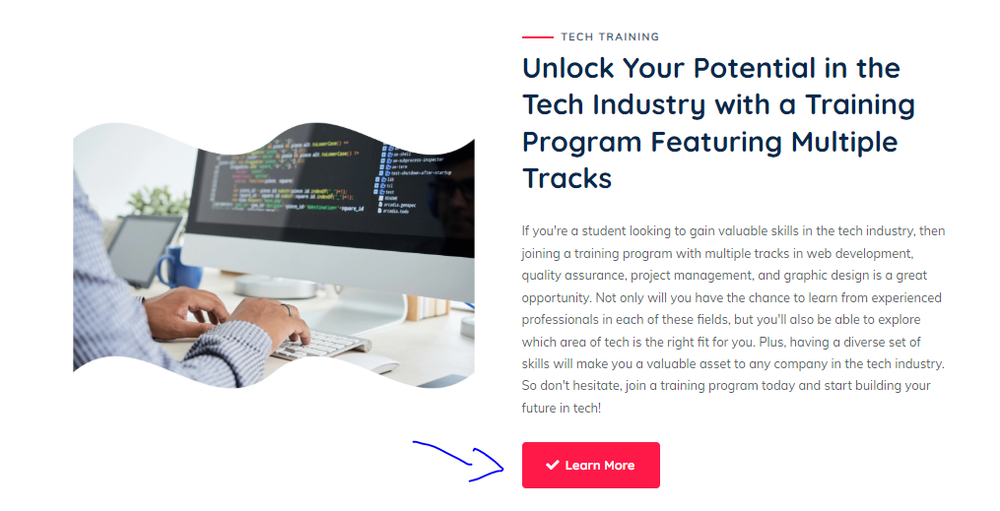 TECH TRAINING
Unlock Your Potential in the
Tech Industry with a Training
Program Featuring Multiple
Tracks
If you're a student looking to gain valuable skills in the tech industry, then
joining a training program with multiple tracks in web development,
quality assurance, project management, and graphic design is a great
opportunity. Not only will you have the chance to learn from experienced
professionals in each of these fields, but you'll also be able to explore
which area of tech is the right fit for you. Plus, having a diverse set of
skills will make you a valuable asset to any company in the tech industry.
So don't hesitate, join a training program today and start building your
future in tech!
Learn More